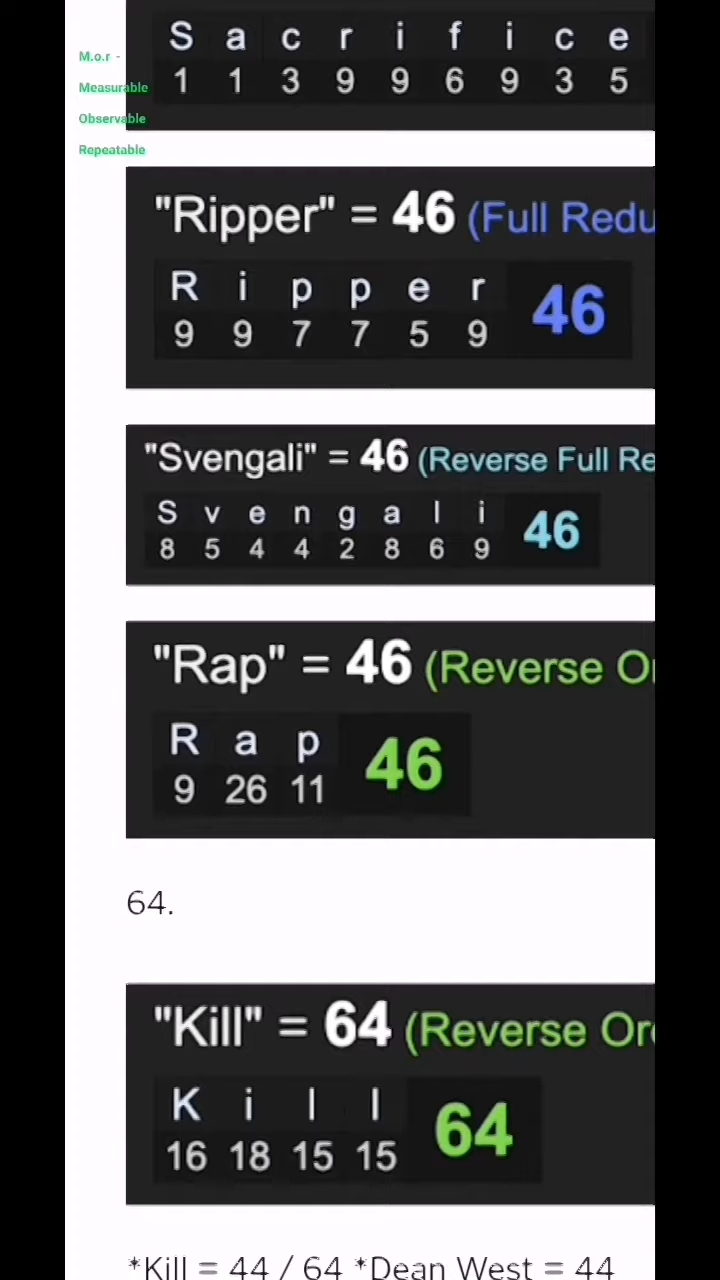 S a c r i f i c e
1 1 3 9 9 6 9 3 5
M.o.r -
Measurable
Observable
Repeatable
"Ripper" = 46 (Full Redu
R i p p e r
9 9 7 7 5 9
46
"Svengali" = 46 (Reverse Full Re
S v e n g a l i
8 5 4 4 2 8 6 9
46
"Rap" = 46 (Reverse O
R a p
9 26 11
46
64.
"Kill" = 64 (Reverse Or
K i l l
16 18 15 15
64
*Kill = 44 / 64 *Dean West = 44